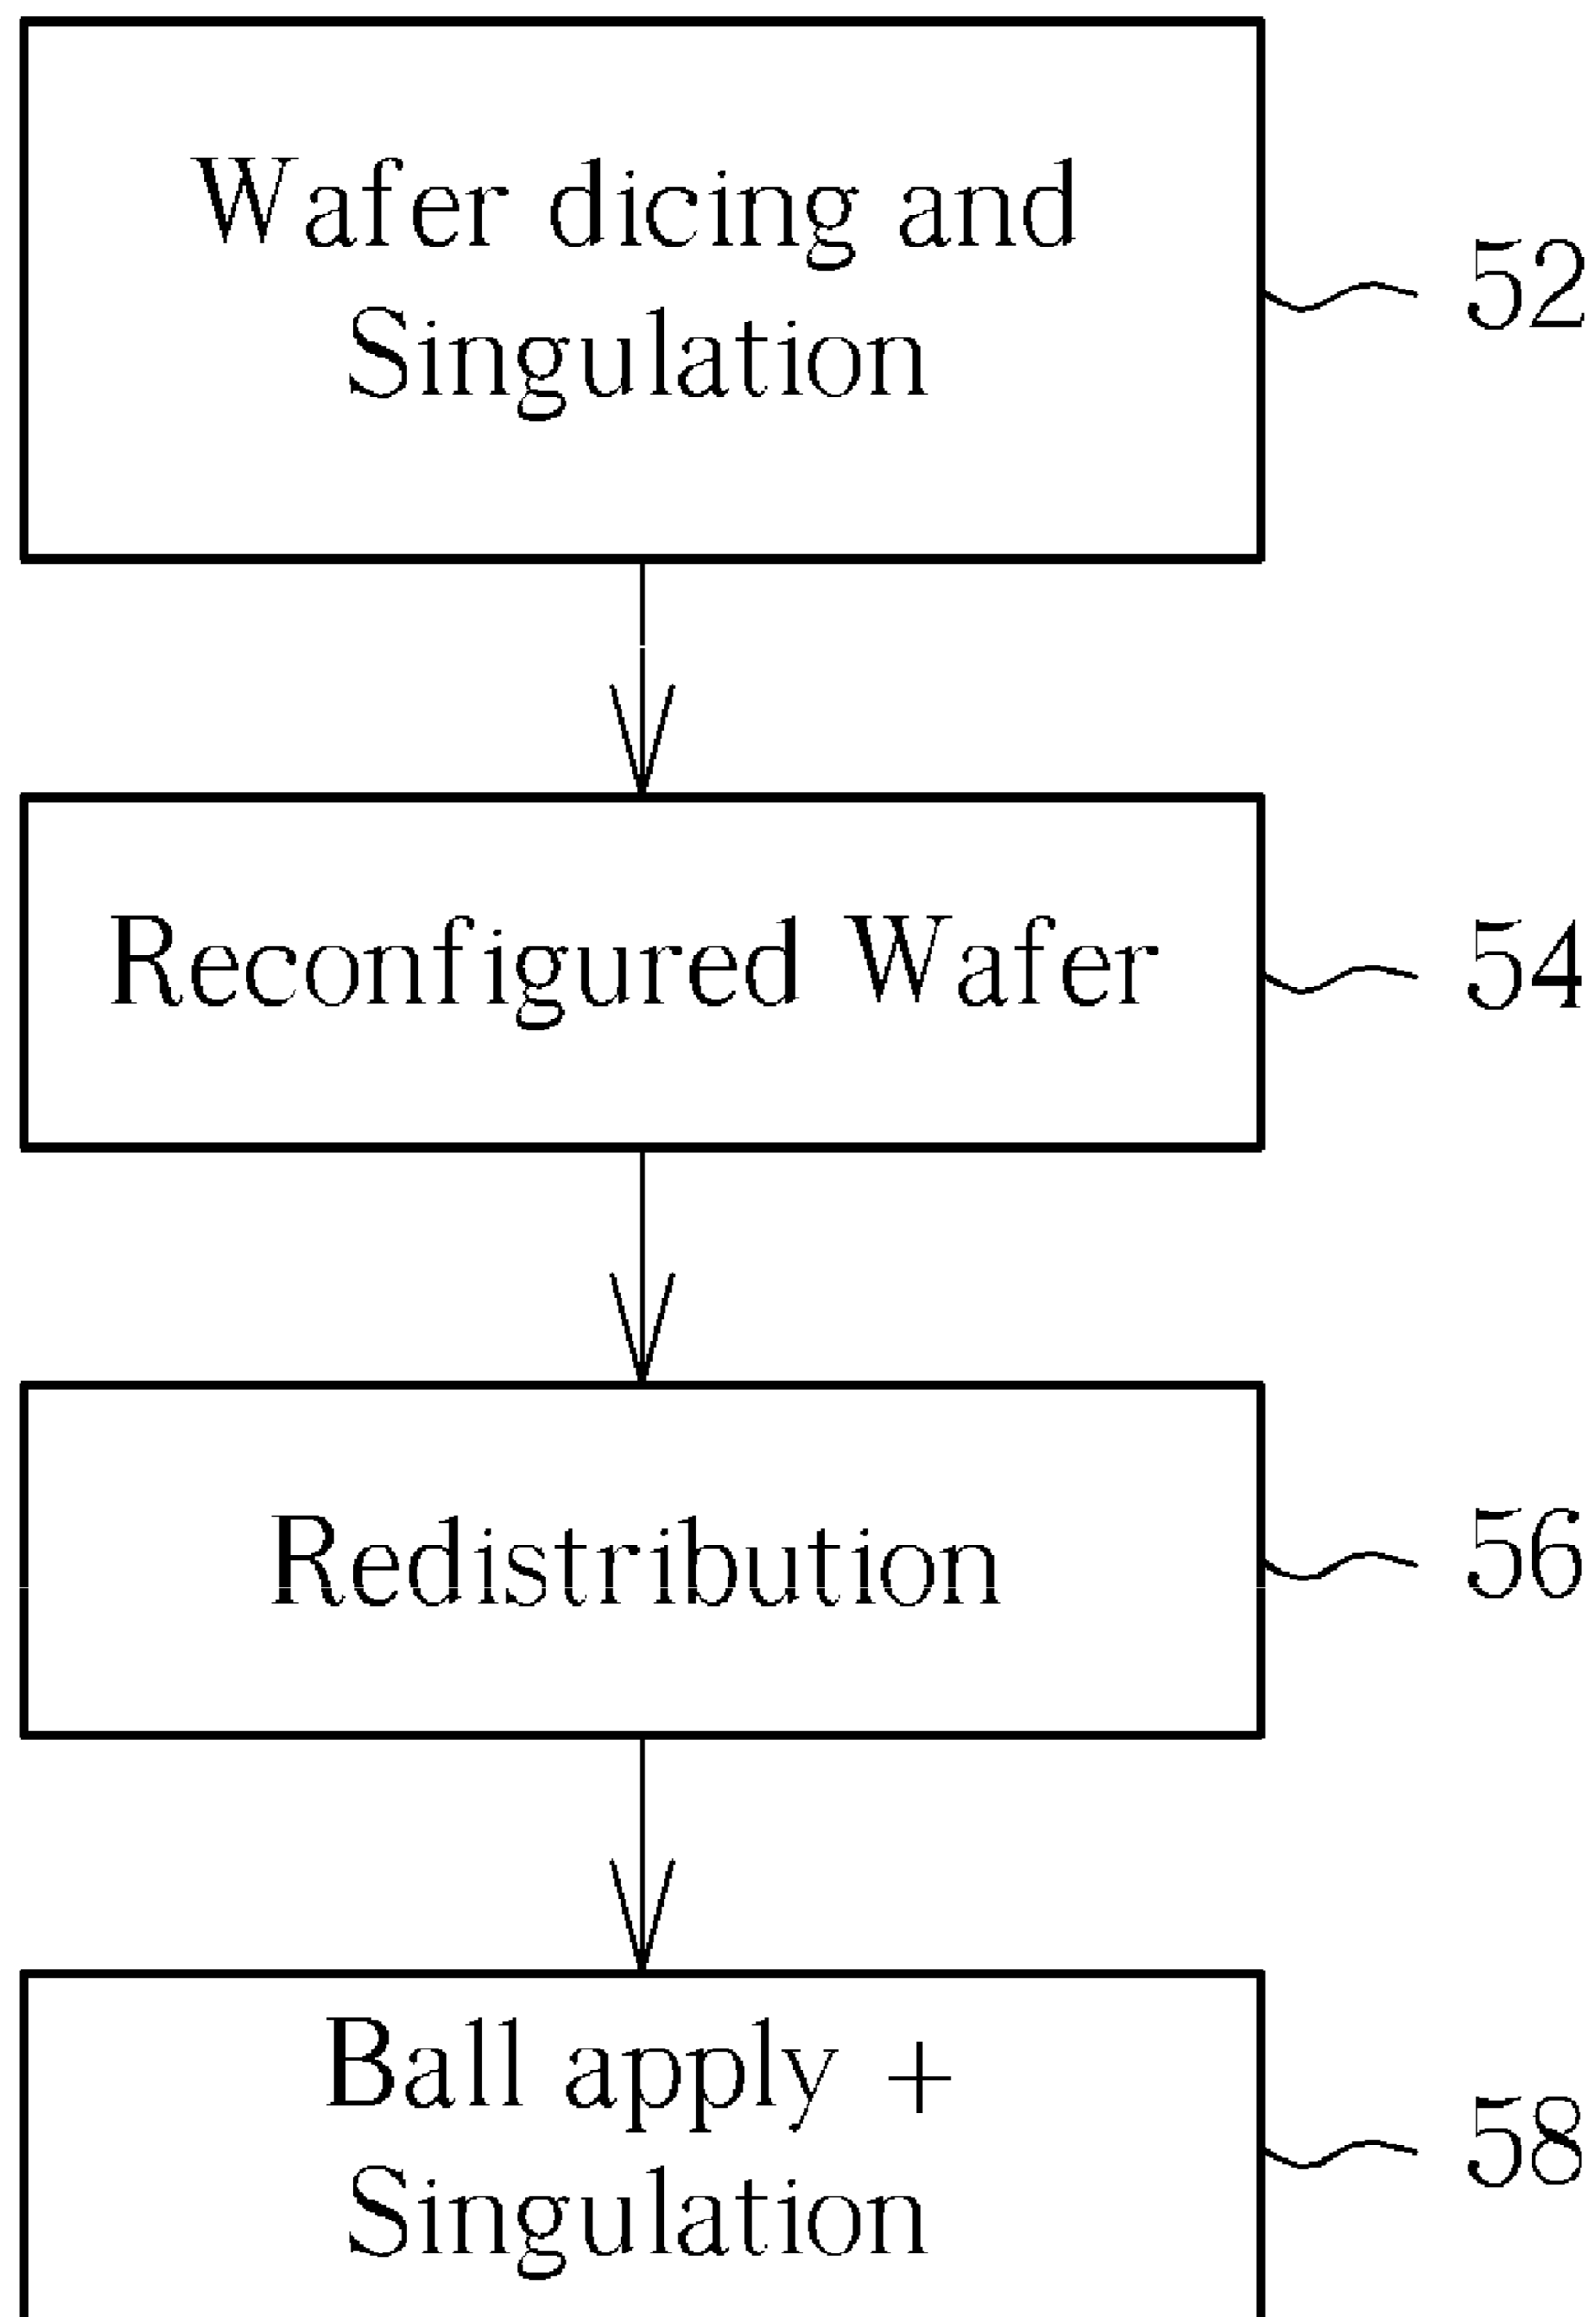 Wafer dicing and
Singulation
52
Reconfigured Wafer
54
Redistribution
56
Ball apply +
Singulation
58